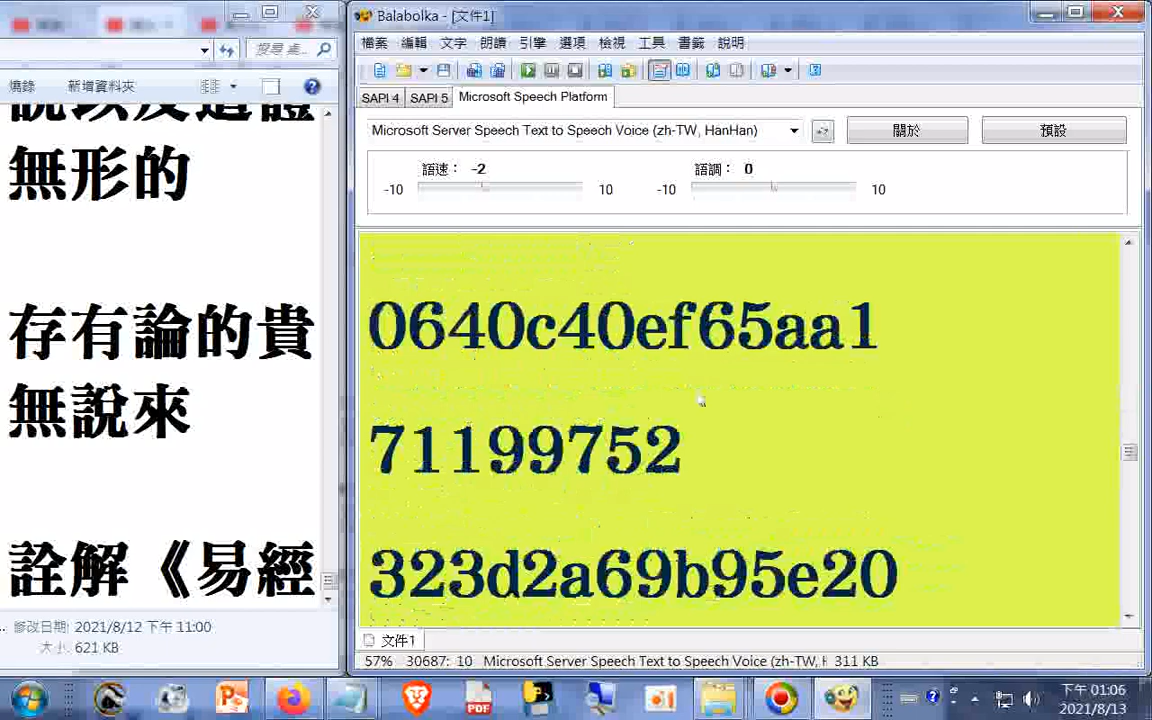 Balabolka - [文件1]
檔案 編輯 文字 朗讀 引擎 選項 檢視 工具 書籤 說明
燒錄 新增資料夾
SAPI 4 SAPI 5 Microsoft Speech Platform
Microsoft Server Speech Text to Speech Voice (zh-TW, HanHan) 關於 預設
語速： -2 語調： 0
-10 10 -10 10
無形的
存有論的貴
無說來
詮解《易經
修改日期: 2021/8/12 下午 11:00
大小: 621 KB
0640c40ef65aa1
71199752
323d2a69b95e20
文件1
57% 30687: 10 Microsoft Server Speech Text to Speech Voice (zh-TW, H 311 KB
PDF
下午 01:06
2021/8/13